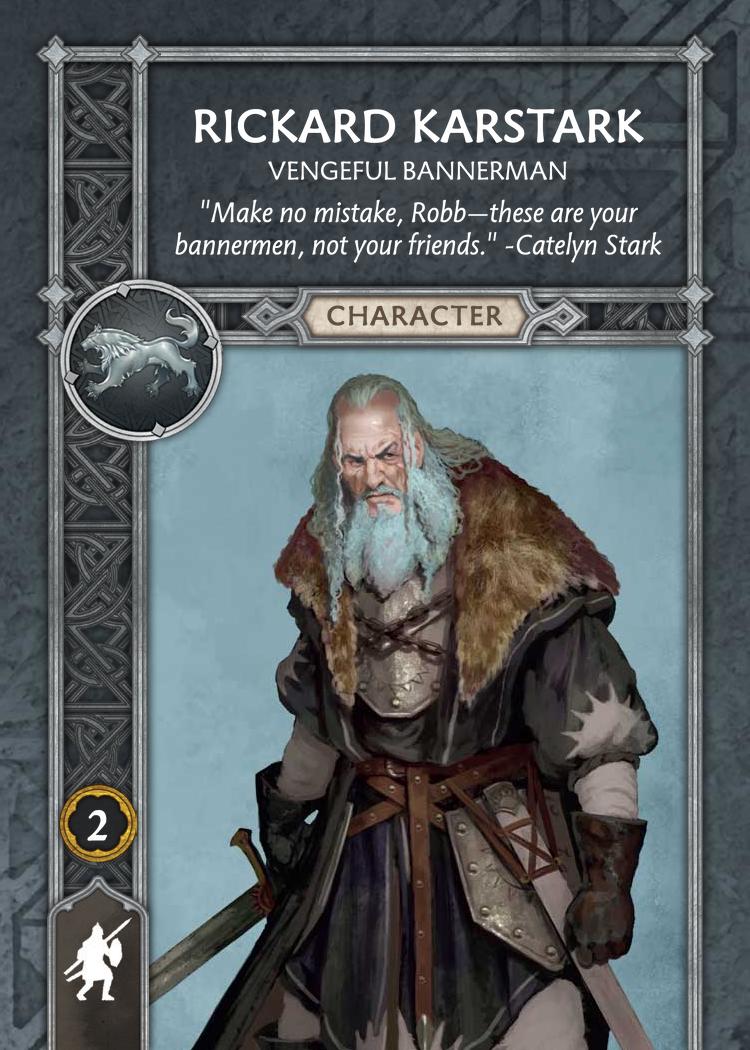 RICKARD KARSTARK
VENGEFUL BANNERMAN
"Make no mistake, Robb—these are your
bannermen, not your friends." -Catelyn Stark
CHARACTER
2